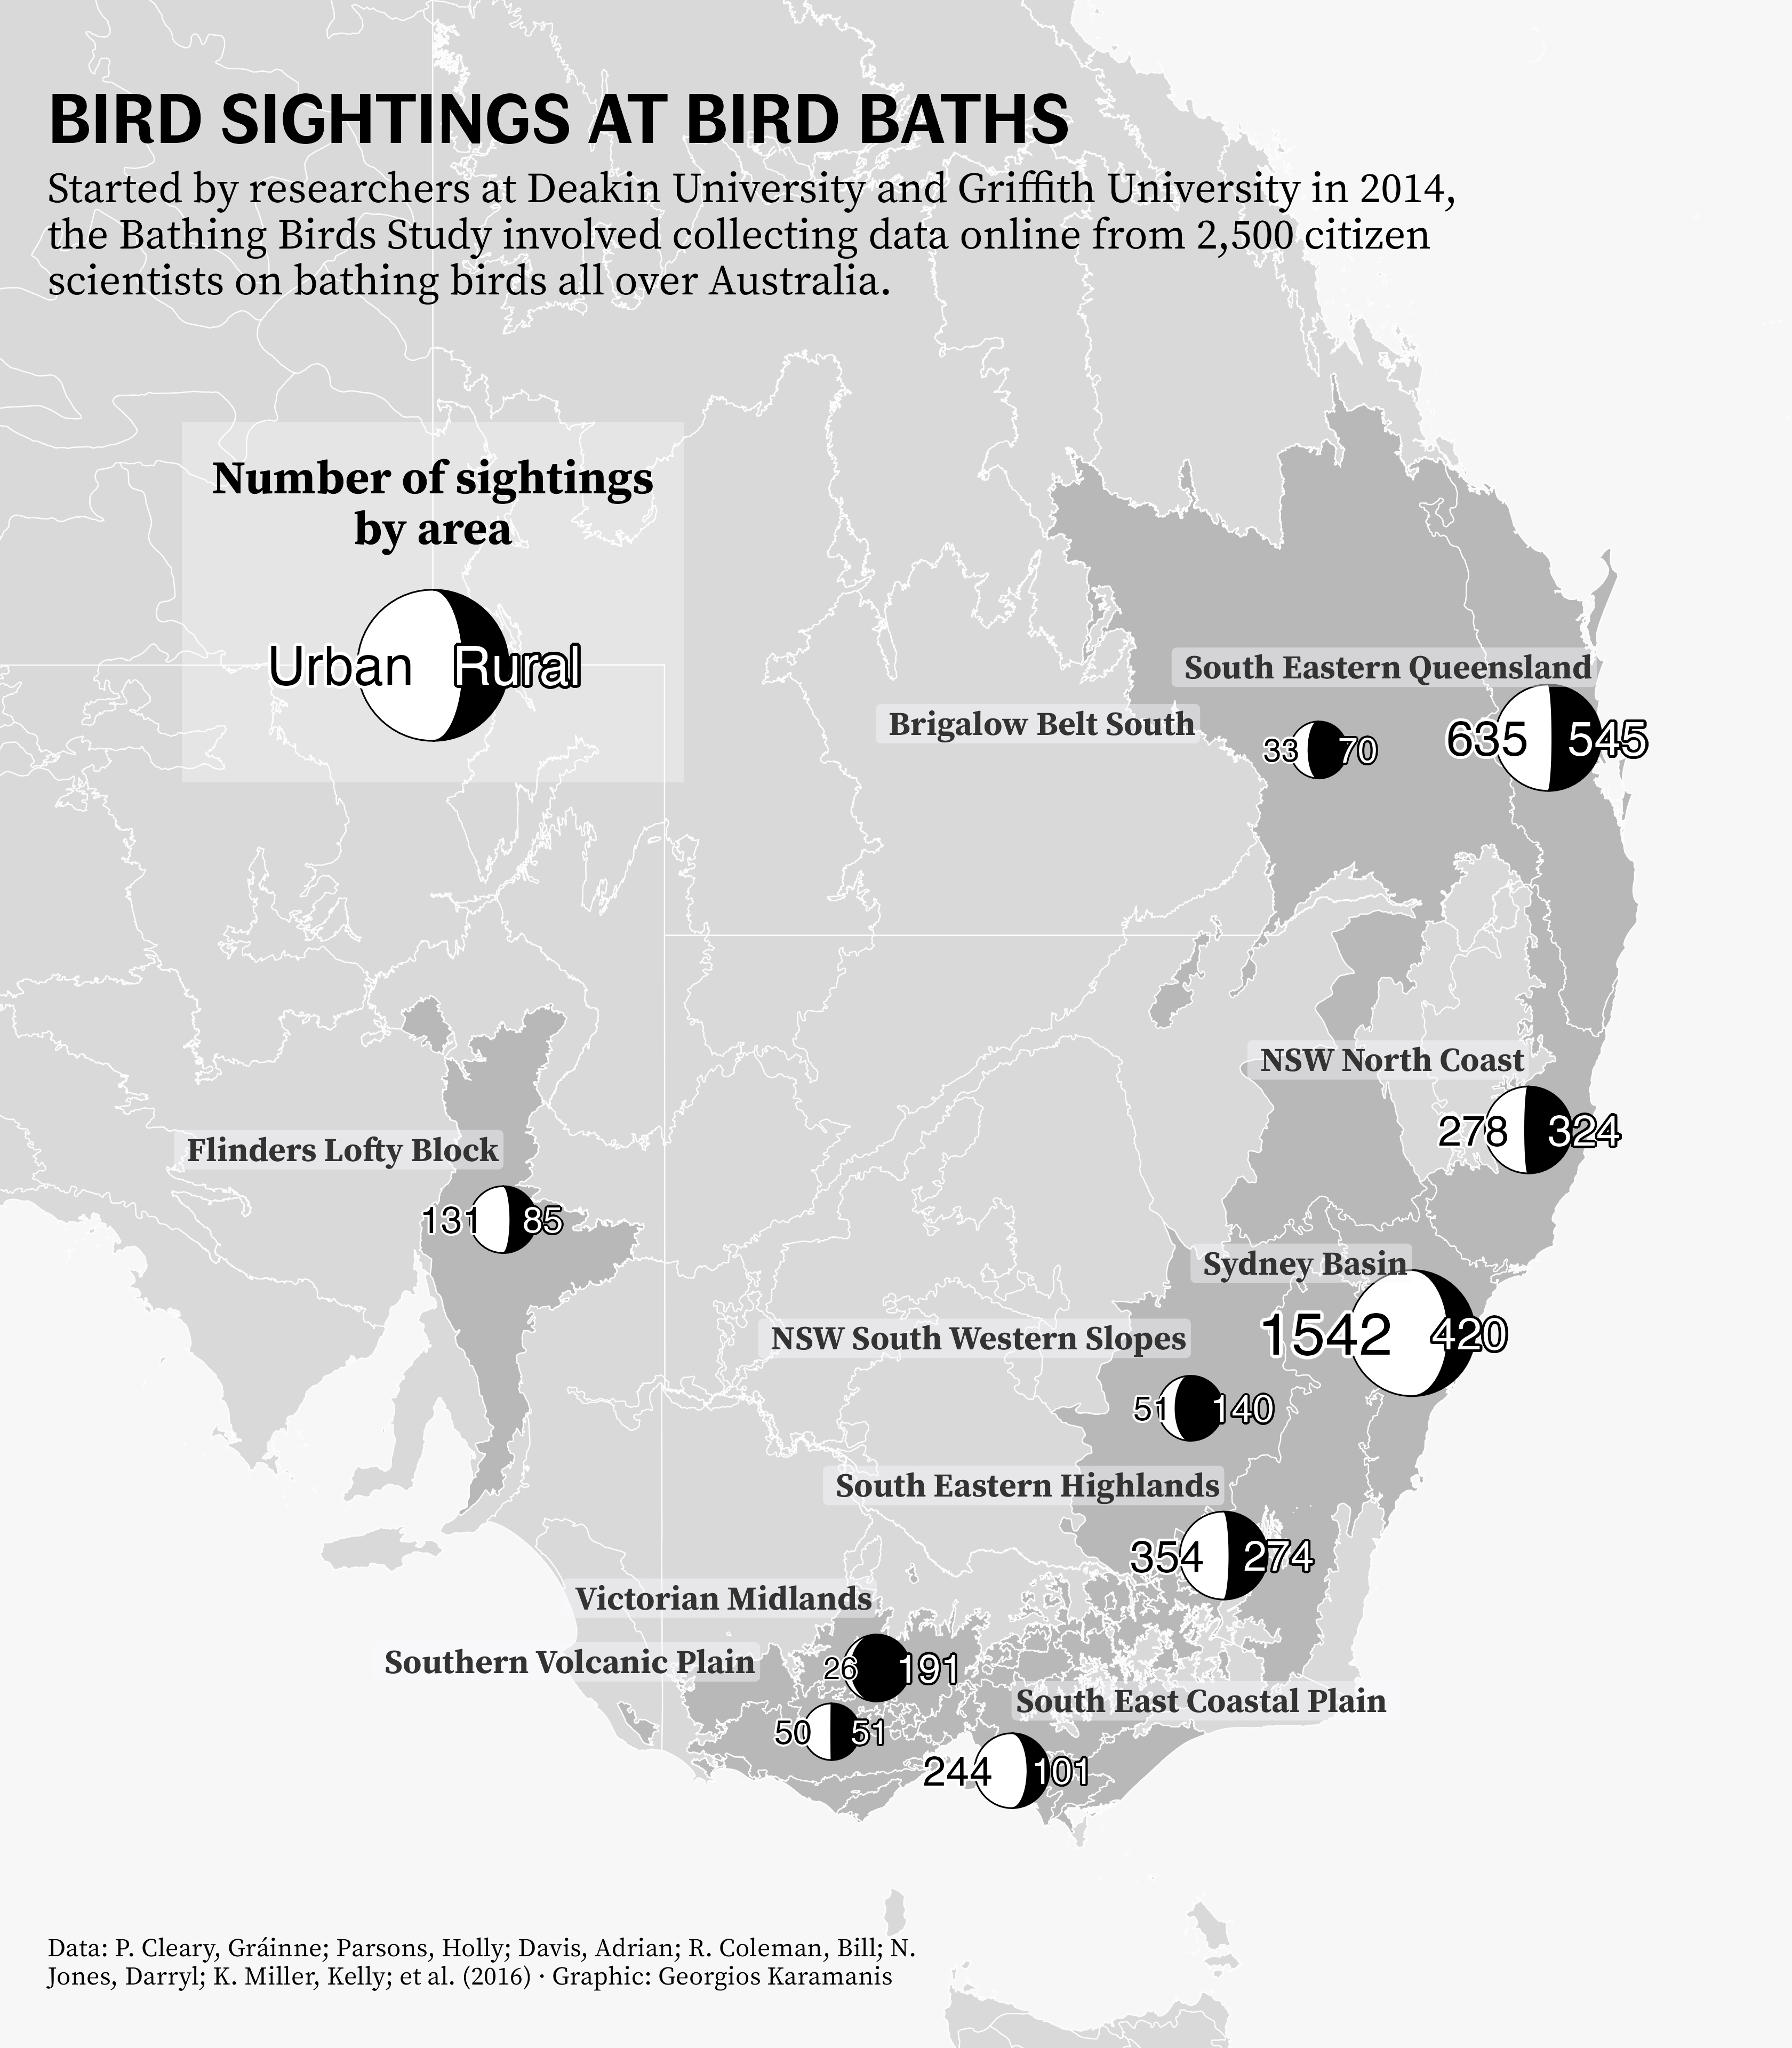 BIRD SIGHTINGS AT BIRD BATHS
Started by researchers at Deakin University and Griffith University in 2014,
the Bathing Birds Study involved collecting data online from 2,500 citizen
scientists on bathing birds all over Australia.
Number of sightings
by area
Urban Rural
South Eastern Queensland
635 545
Brigalow Belt South
33 70
NSW North Coast
278 324
Flinders Lofty Block
131 85
Sydney Basin
1542 420
NSW South Western Slopes
51 140
South Eastern Highlands
354 274
Victorian Midlands
26 191
Southern Volcanic Plain
50 51
South East Coastal Plain
244 101
Data: P. Cleary, Gráinne; Parsons, Holly; Davis, Adrian; R. Coleman, Bill; N.
Jones, Darryl; K. Miller, Kelly; et al. (2016) · Graphic: Georgios Karamanis